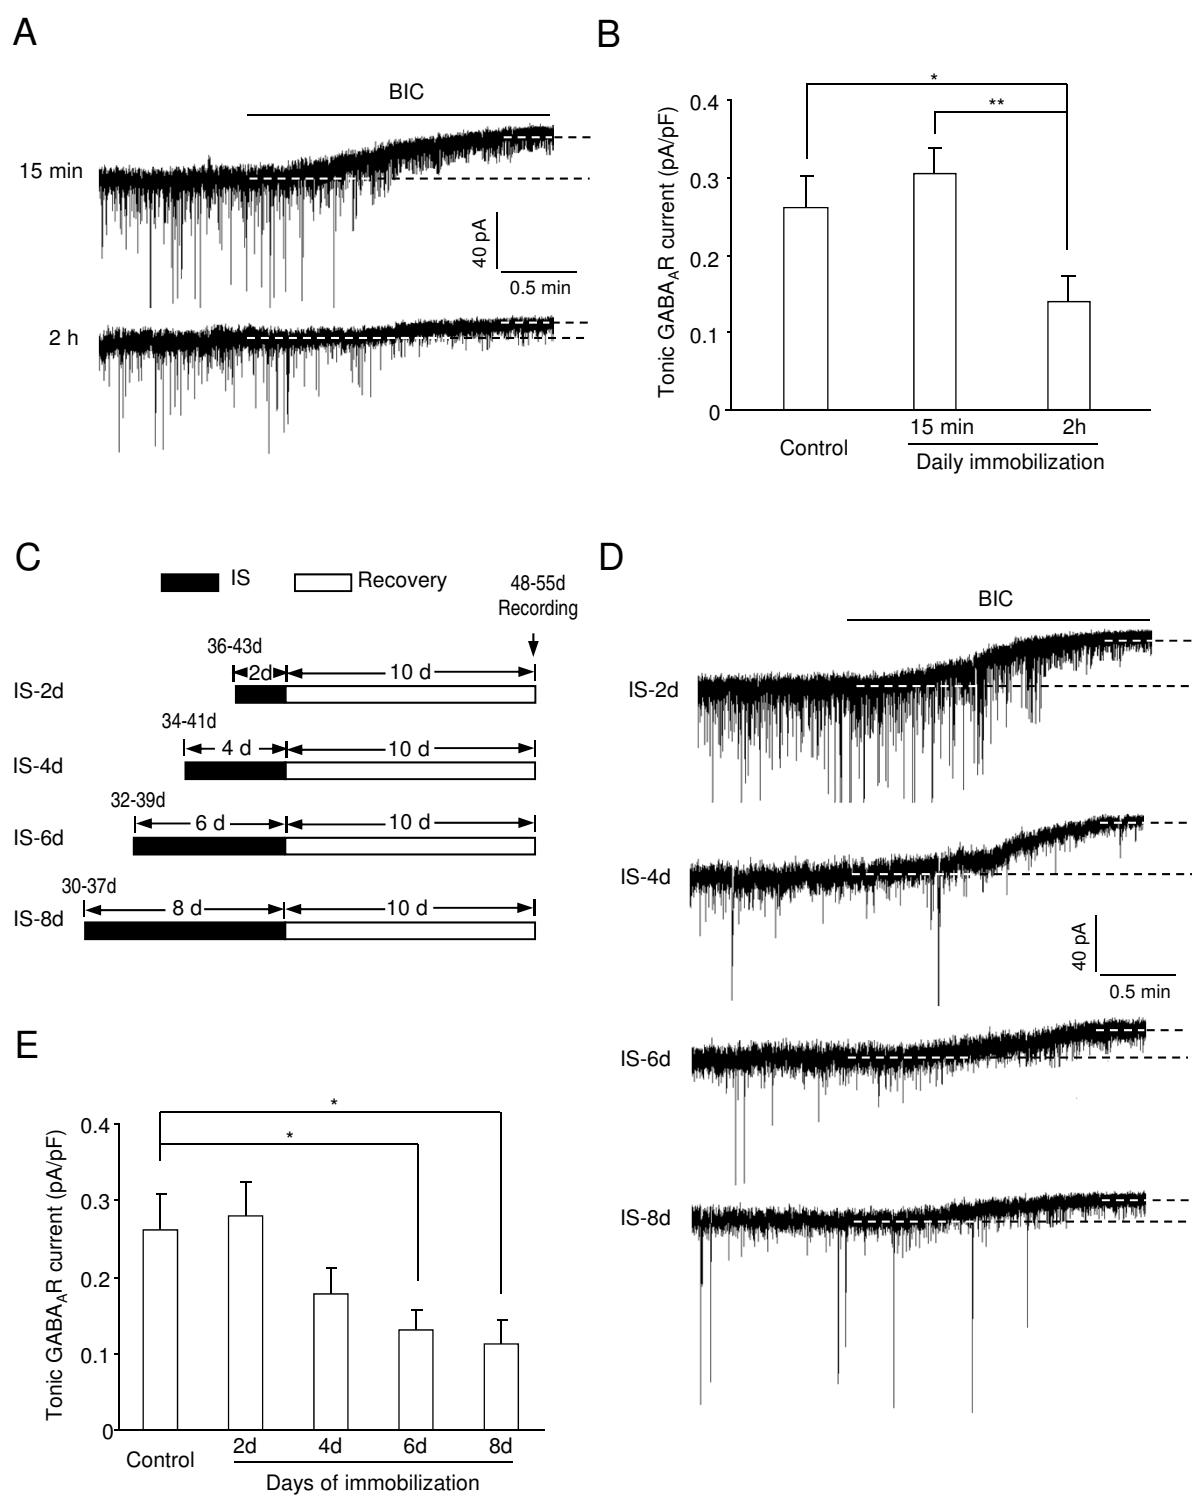 A
BIC
15 min
40 pA
0.5 min
2 h
B
*
**
Tonic GABAAR current (pA/pF)
0.4
0.3
0.2
0.1
0
15 min
2h
Control
Daily immobilization
C
IS
Recovery
48-55d
Recording
36-43d
2d
10 d
IS-2d
34-41d
4 d
10 d
IS-4d
32-39d
6 d
10 d
IS-6d
30-37d
8 d
10 d
IS-8d
D
BIC
IS-2d
IS-4d
40 pA
0.5 min
IS-6d
IS-8d
E
*
*
Tonic GABAAR current (pA/pF)
0.4
0.3
0.2
0.1
0
Control
2d
4d
6d
8d
Days of immobilization